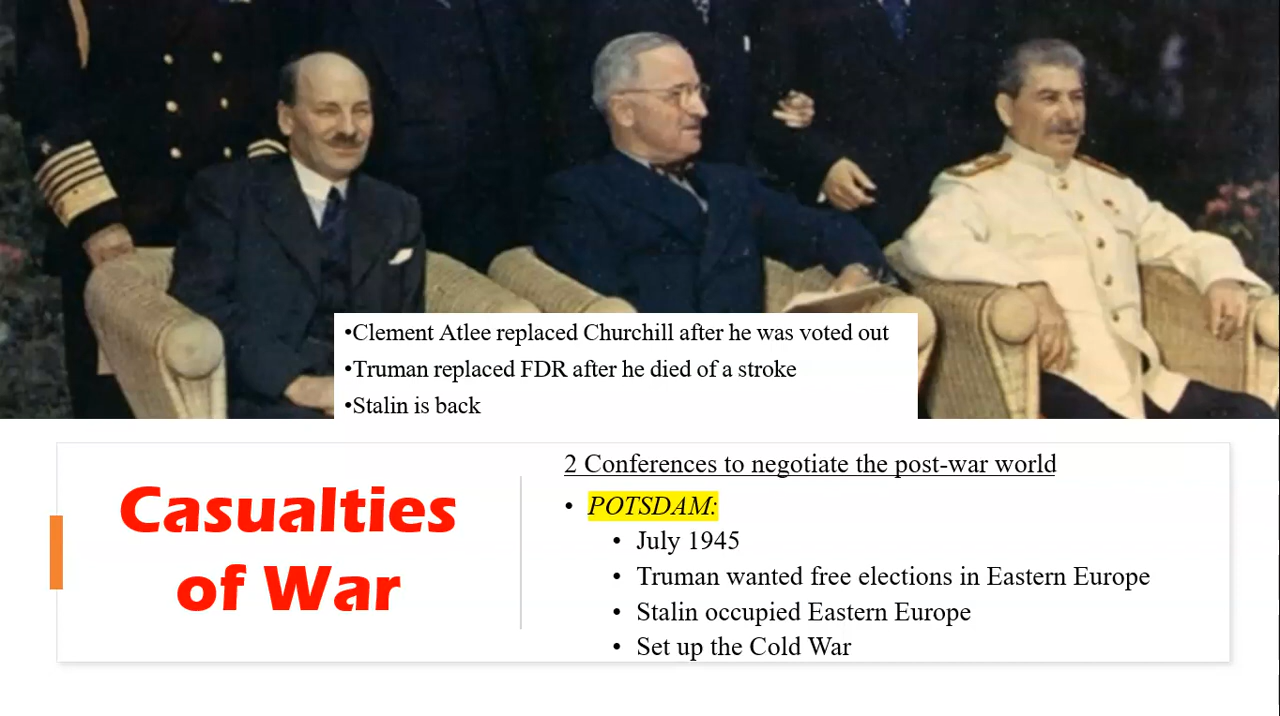 •Clement Atlee replaced Churchill after he was voted out
•Truman replaced FDR after he died of a stroke
•Stalin is back
Casualties
of War
2 Conferences to negotiate the post-war world
• POTSDAM:
• July 1945
• Truman wanted free elections in Eastern Europe
• Stalin occupied Eastern Europe
• Set up the Cold War